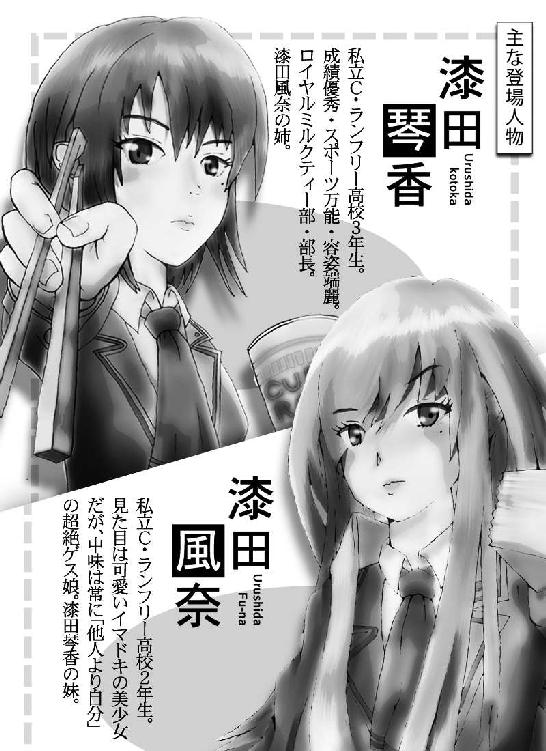 主な登場人物
漆田琴香
Urushida
kotoka
私立C・ランフリー高校3年生。
成績優秀・スポーツ万能・容姿端麗。
ロイヤルミルクティー部・部長。
漆田風奈の姉。
CU
R
漆田風奈
Urushida
Fu-na
私立C・ランフリー高校2年生。
見た目は可愛いイマドキの美少女
だが、中味は常に「他人より自分」
の超絶ゲス娘。漆田琴香の妹。